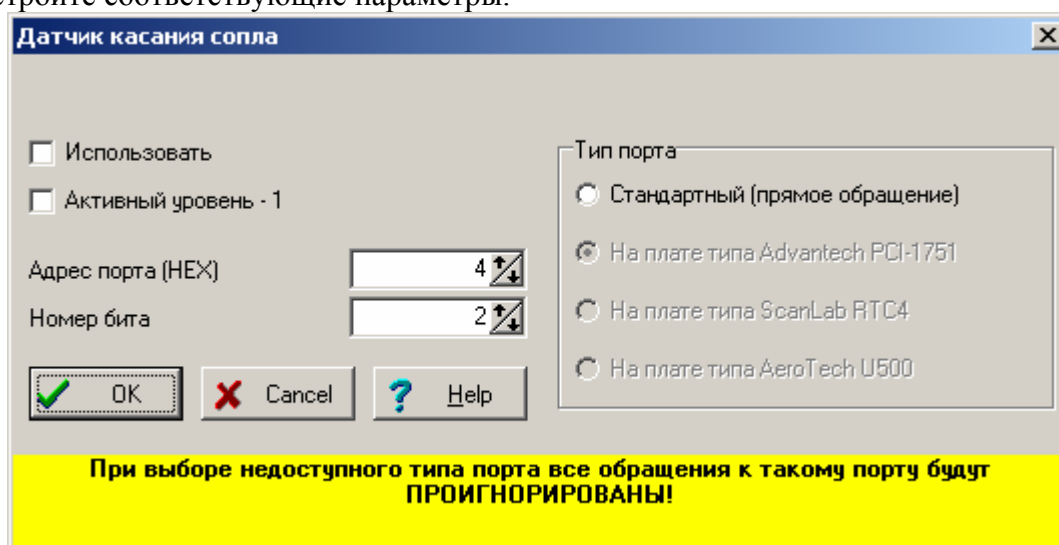 стройте соответствующие параметры.
Датчик касания сопла
Использовать
Активный уровень - 1
Адрес порта (HEX)
4
Номер бита
2
OK
Cancel
Help
Тип порта
Стандартный (прямое обращение)
На плате типа Advantech PCI-1751
На плате типа ScanLab RTC4
На плате типа AeroTech U500
При выборе недоступного типа порта все обращения к такому порту будут
ПРОИГНОРИРОВАНЫ!